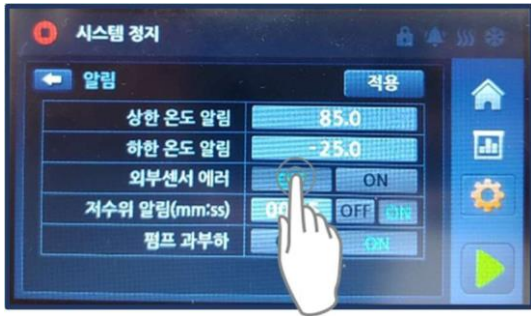 시스템 정지
알림
적용
상한 온도 알림 85.0
하한 온도 알림 -25.0
외부센서 에러 ON
저수위 알림(mm:ss) OFF ON
펌프 과부하 ON